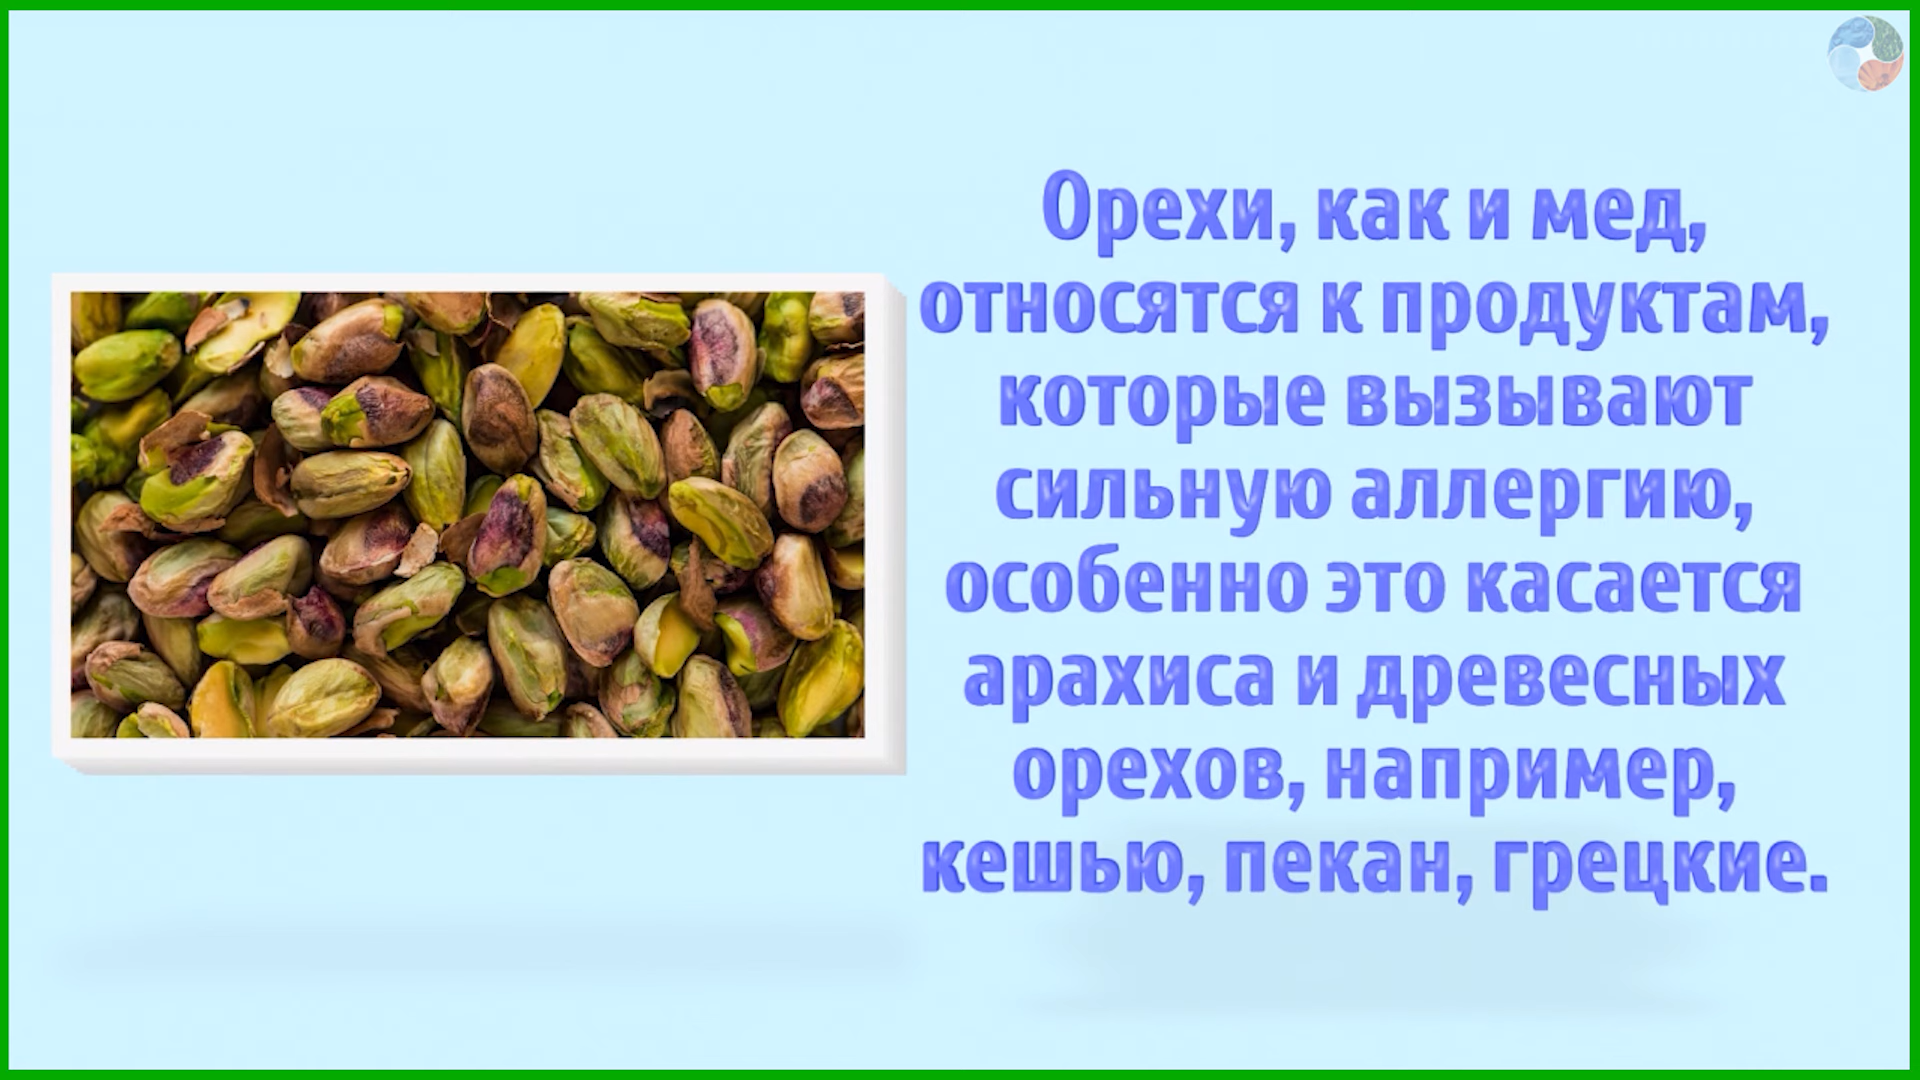 Орехи, как и мед,
относятся к продуктам,
которые вызывают
сильную аллергию,
особенно это касается
арахиса и древесных
орехов, например,
кешью, пекан, грецкие.